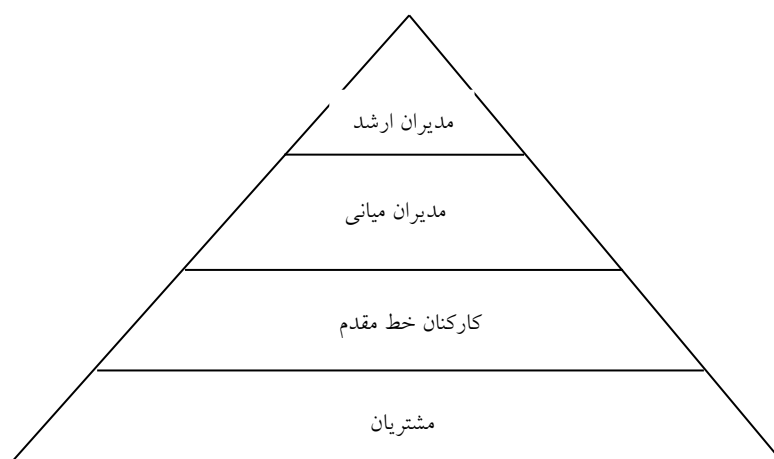 مدیران ارشد
مدیران میانی
کارکنان خط مقدم
مشتریان